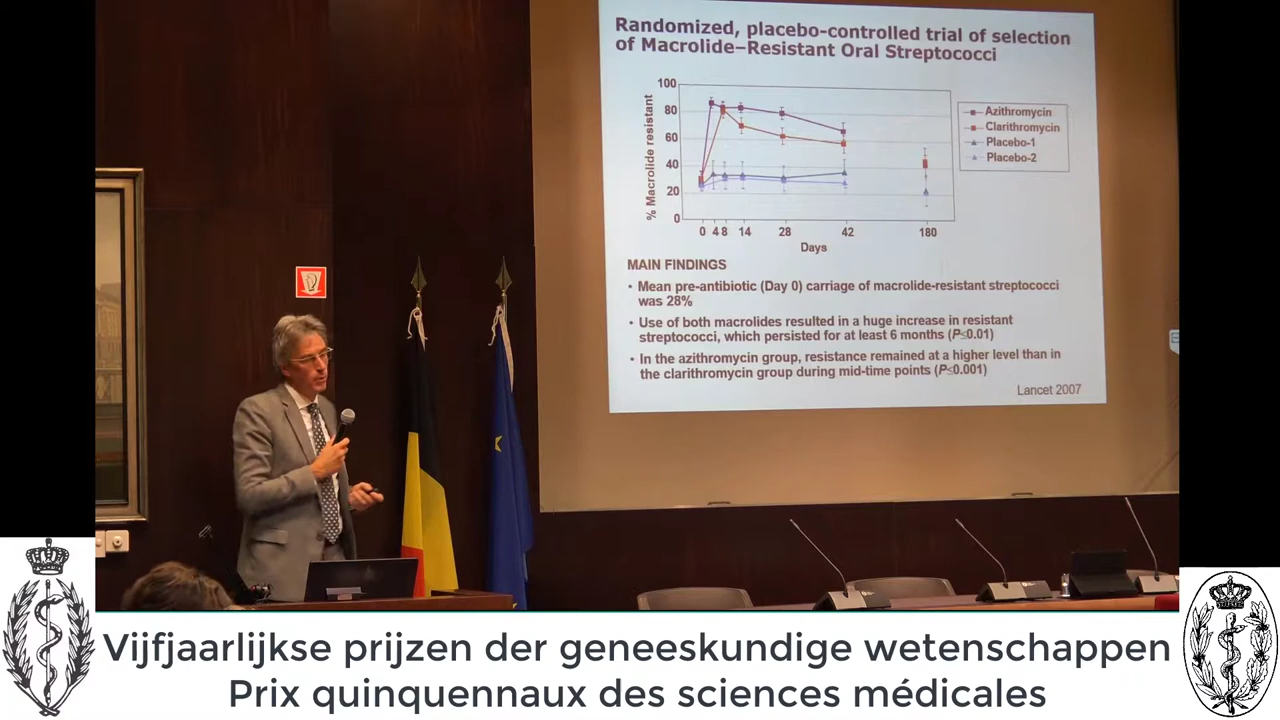 Randomized, placebo-controlled trial of selection
of Macrolide–Resistant Oral Streptococci
% Macrolide resistant
100
80
60
40
20
0
0 4 8 14 28 42 180
Days
Azithromycin
Clarithromycin
Placebo-1
Placebo-2
MAIN FINDINGS
• Mean pre-antibiotic (Day 0) carriage of macrolide-resistant streptococci
was 28%
• Use of both macrolides resulted in a huge increase in resistant
streptococci, which persisted for at least 6 months (P≤0.01)
• In the azithromycin group, resistance remained at a higher level than in
the clarithromycin group during mid-time points (P≤0.001)
Lancet 2007
Vijfjaarlijkse prijzen der geneeskundige wetenschappen
Prix quinquennaux des sciences médicales